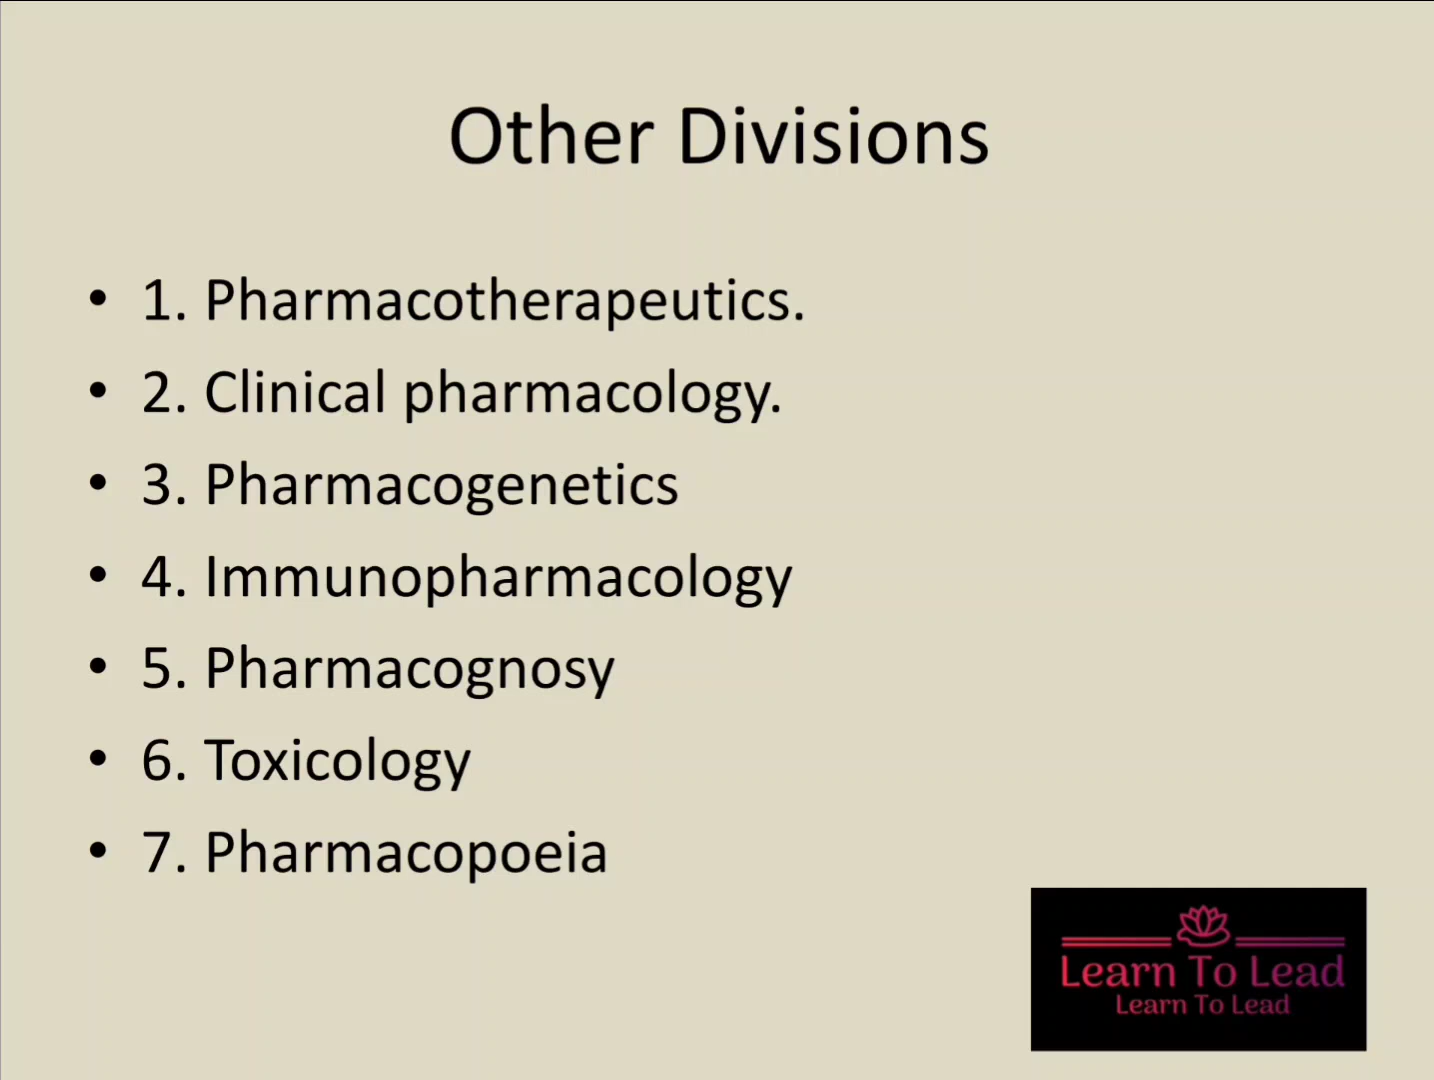 Other Divisions
• 1. Pharmacotherapeutics.
• 2. Clinical pharmacology.
• 3. Pharmacogenetics
• 4. Immunopharmacology
• 5. Pharmacognosy
• 6. Toxicology
• 7. Pharmacopoeia
Learn To Lead
Learn To Lead